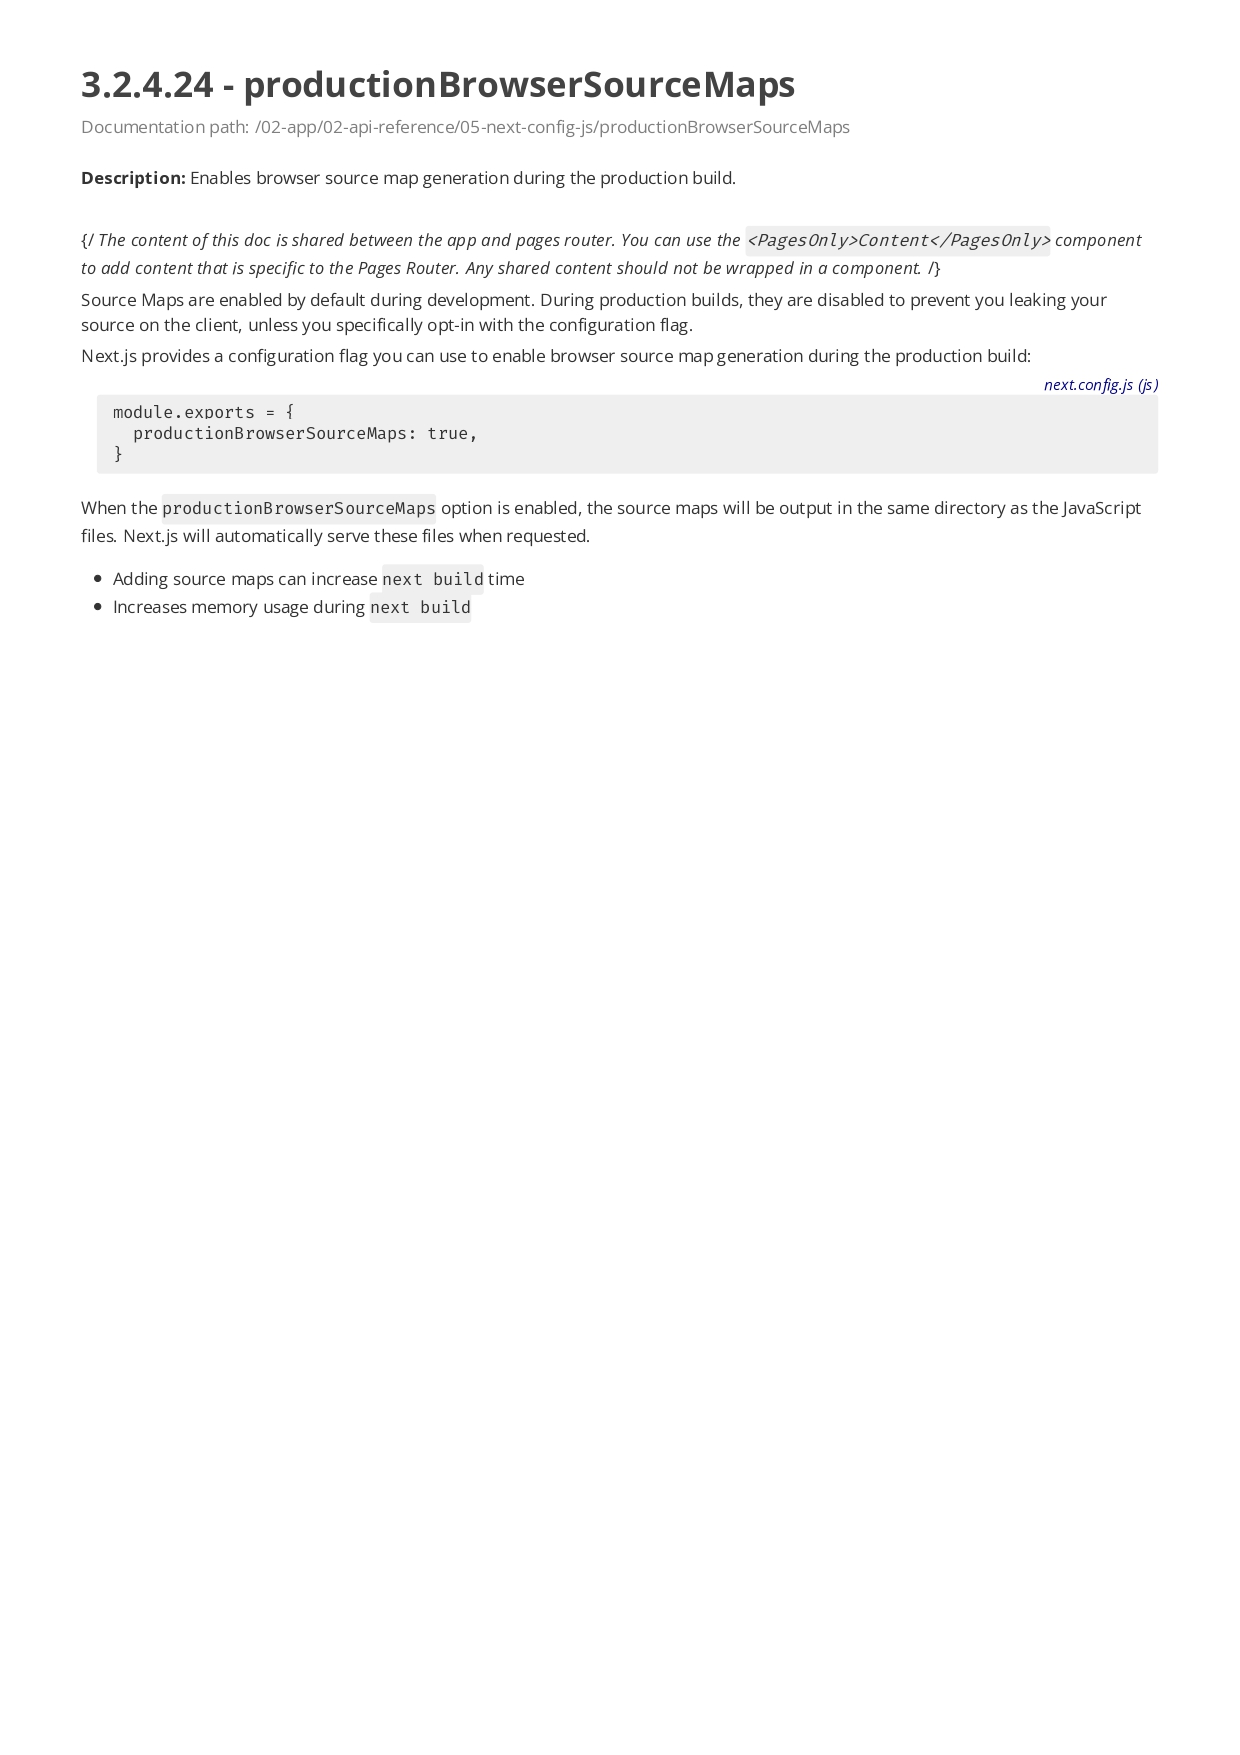 3.2.4.24 - productionBrowserSourceMaps
Documentation path: /02-app/02-api-reference/05-next-config-js/productionBrowserSourceMaps
Description: Enables browser source map generation during the production build.
{/ The content of this doc is shared between the app and pages router. You can use the <PagesOnly>Content</PagesOnly> component
to add content that is specific to the Pages Router. Any shared content should not be wrapped in a component. /}
Source Maps are enabled by default during development. During production builds, they are disabled to prevent you leaking your
source on the client, unless you specifically opt-in with the configuration flag.
Next.js provides a configuration flag you can use to enable browser source map generation during the production build:
next.config.js (js)
module.exports = {
  productionBrowserSourceMaps: true,
}
When the productionBrowserSourceMaps option is enabled, the source maps will be output in the same directory as the JavaScript
files. Next.js will automatically serve these files when requested.
● Adding source maps can increase next build time
● Increases memory usage during next build